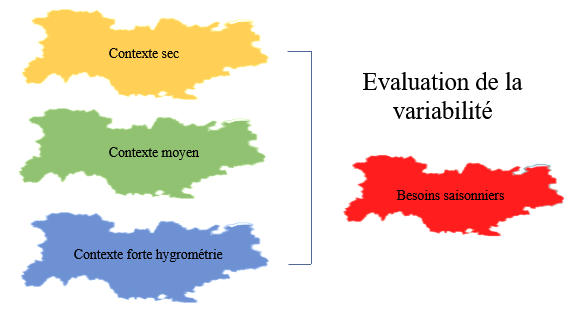 Contexte sec
Contexte moyen
Contexte forte hygrométrie
Evaluation de la
variabilité
Besoins saisonniers